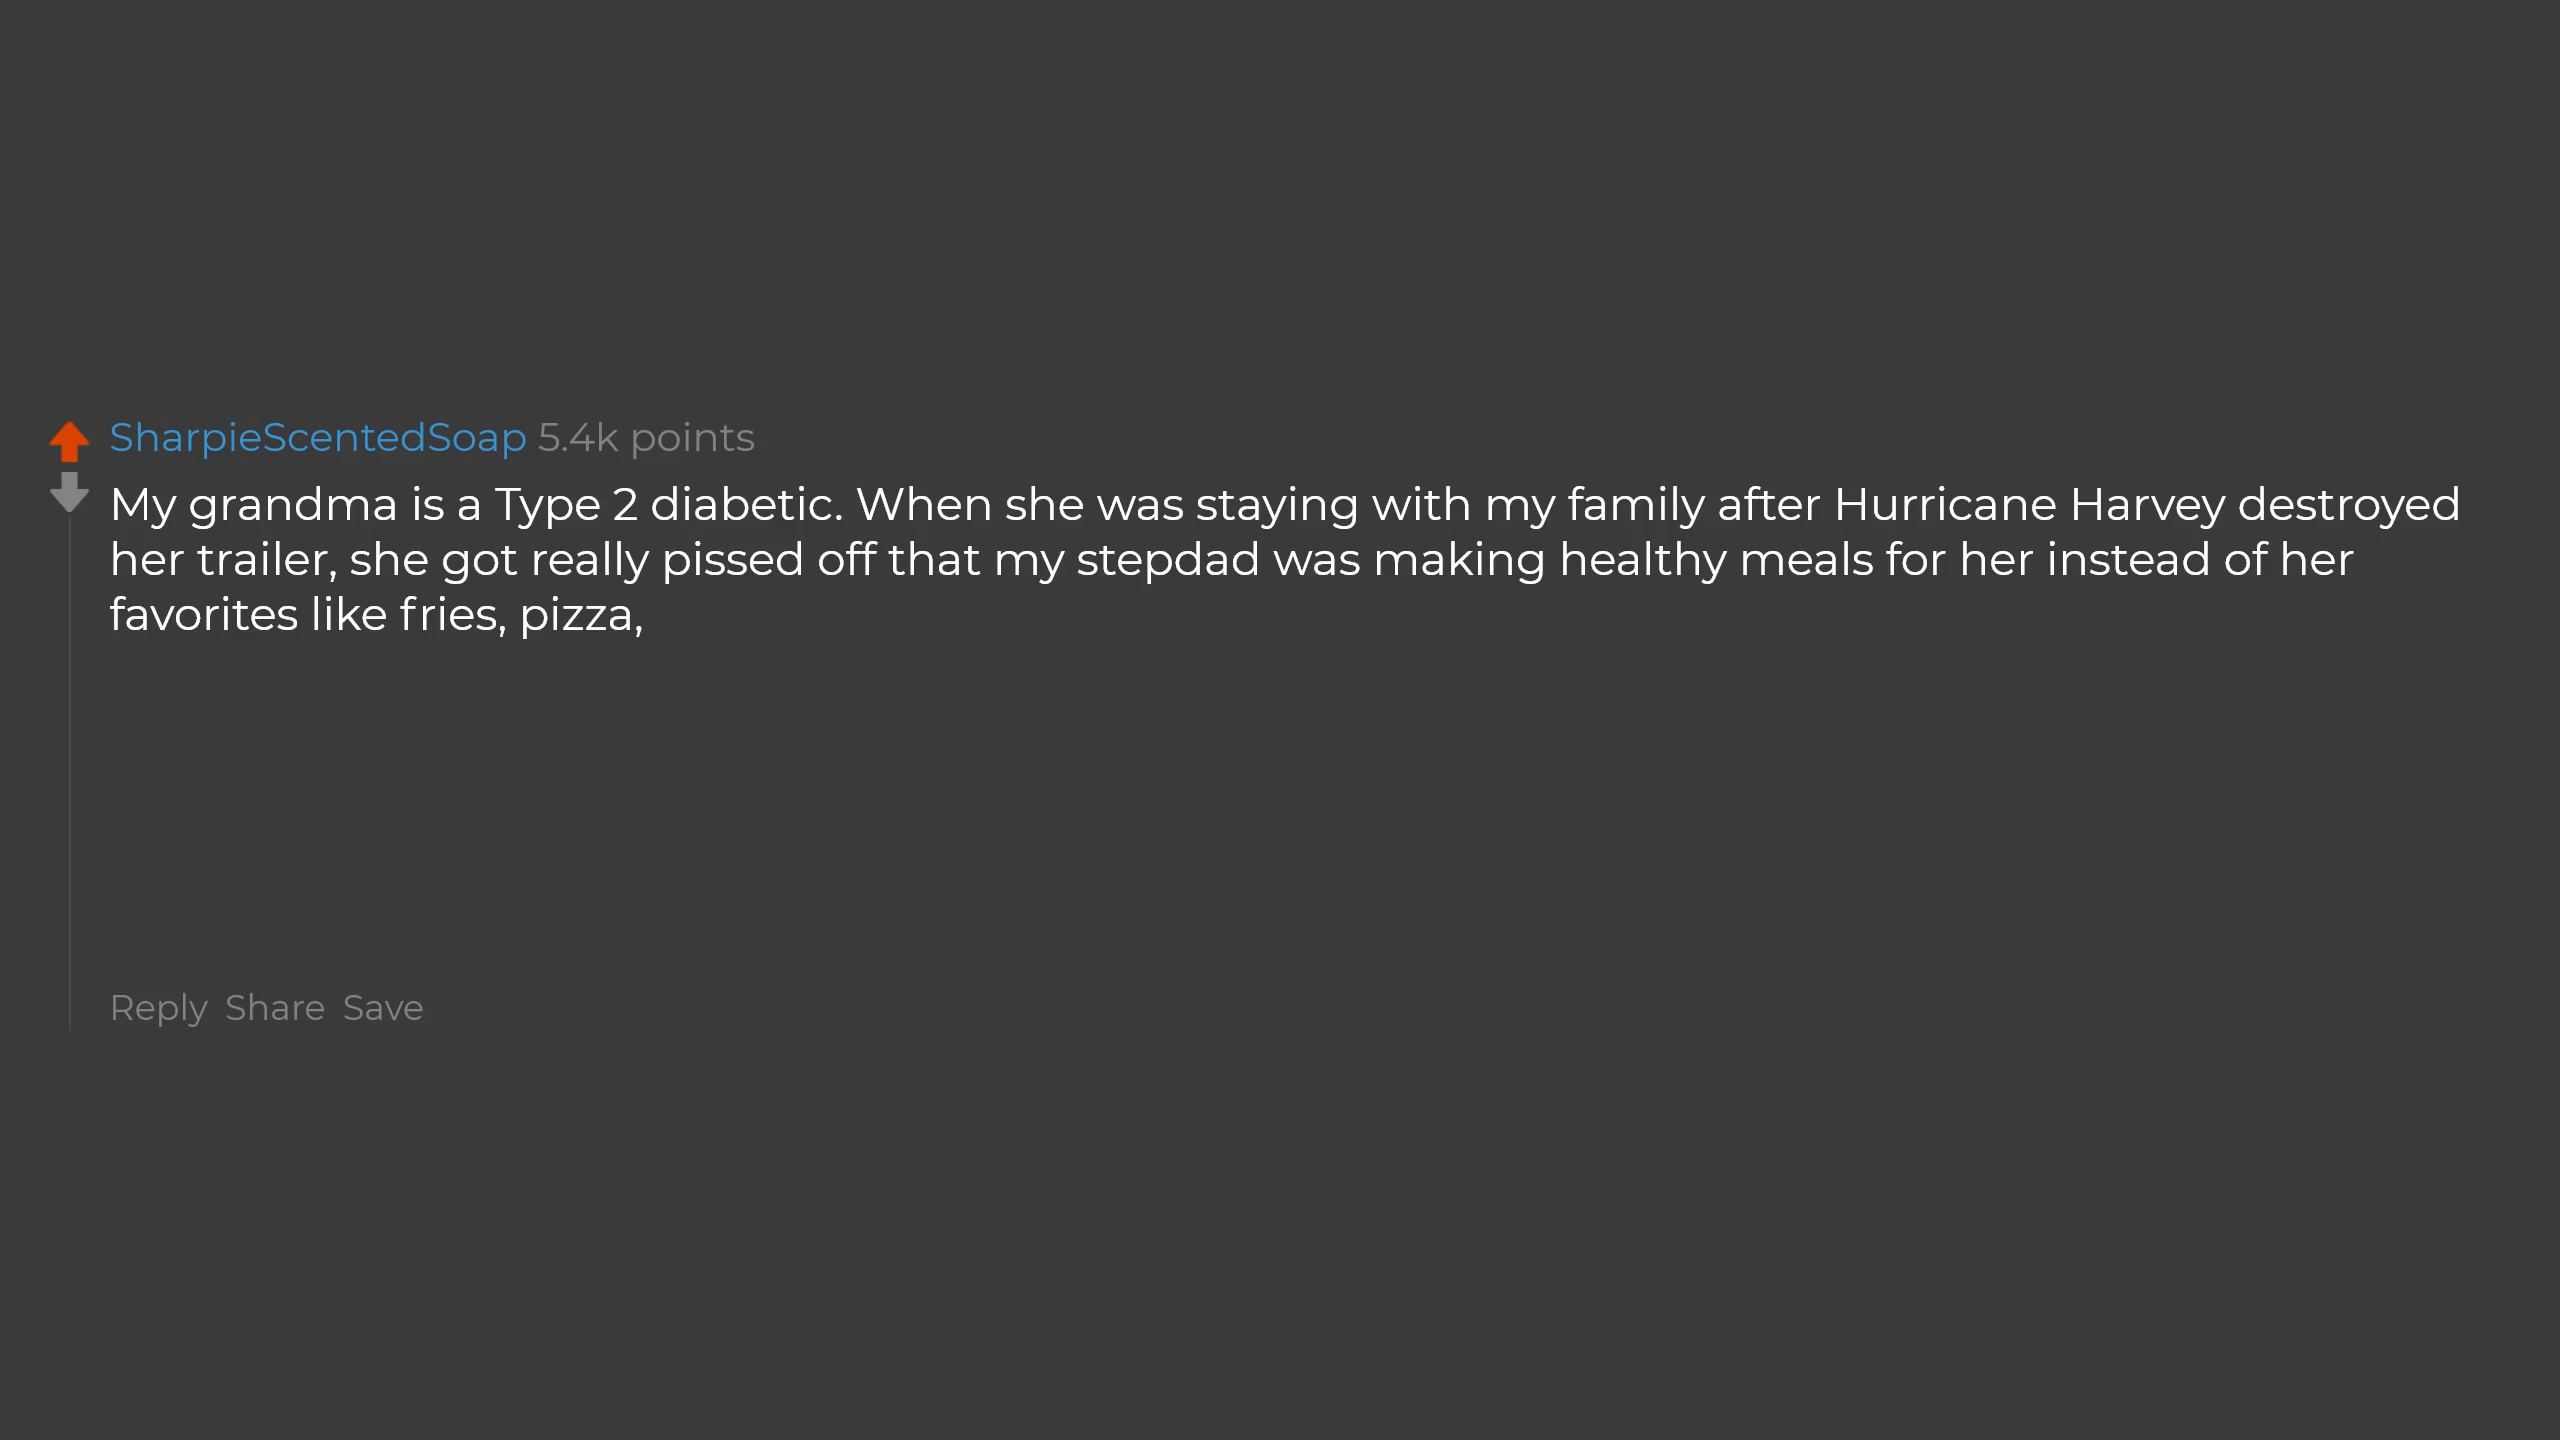 SharpieScentedSoap 5.4k points
My grandma is a Type 2 diabetic. When she was staying with my family after Hurricane Harvey destroyed
her trailer, she got really pissed off that my stepdad was making healthy meals for her instead of her
favorites like fries, pizza,
Reply Share Save